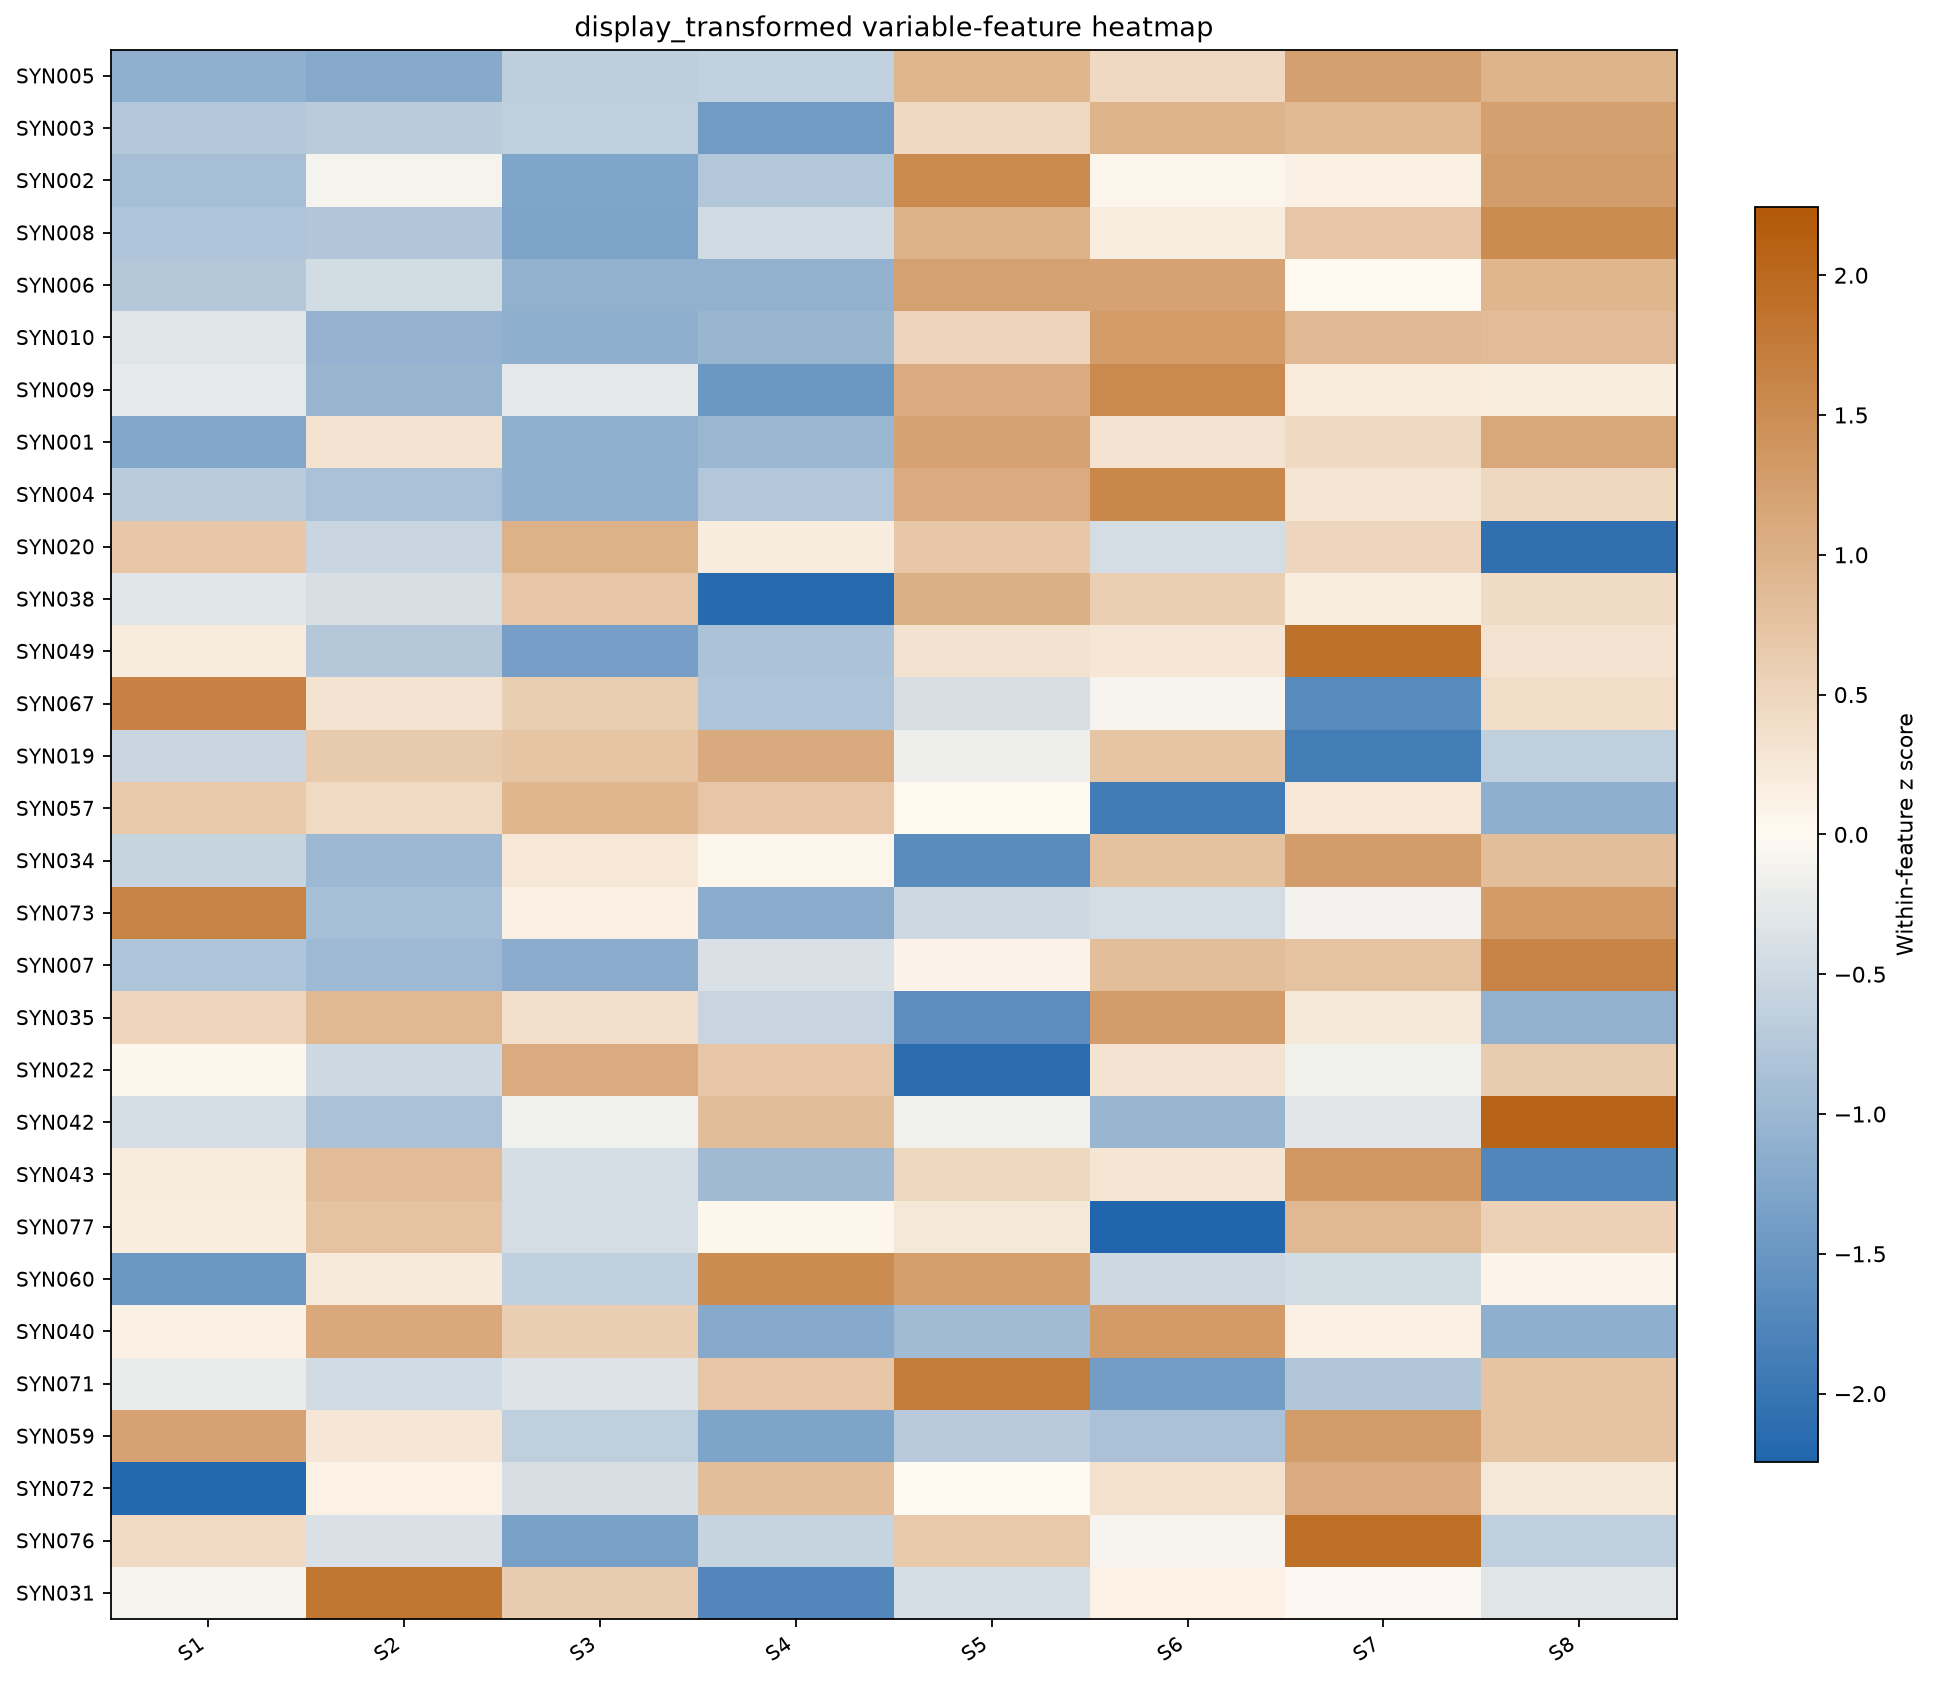 display_transformed variable-feature heatmap
SYN005
SYN003
SYN002
SYN008
SYN006
SYN010
SYN009
SYN001
SYN004
SYN020
SYN038
SYN049
SYN067
SYN019
SYN057
SYN034
SYN073
SYN007
SYN035
SYN022
SYN042
SYN043
SYN077
SYN060
SYN040
SYN071
SYN059
SYN072
SYN076
SYN031
S1 S2 S3 S4 S5 S6 S7 S8
2.0
1.5
1.0
0.5
0.0
−0.5
−1.0
−1.5
−2.0
Within-feature z score